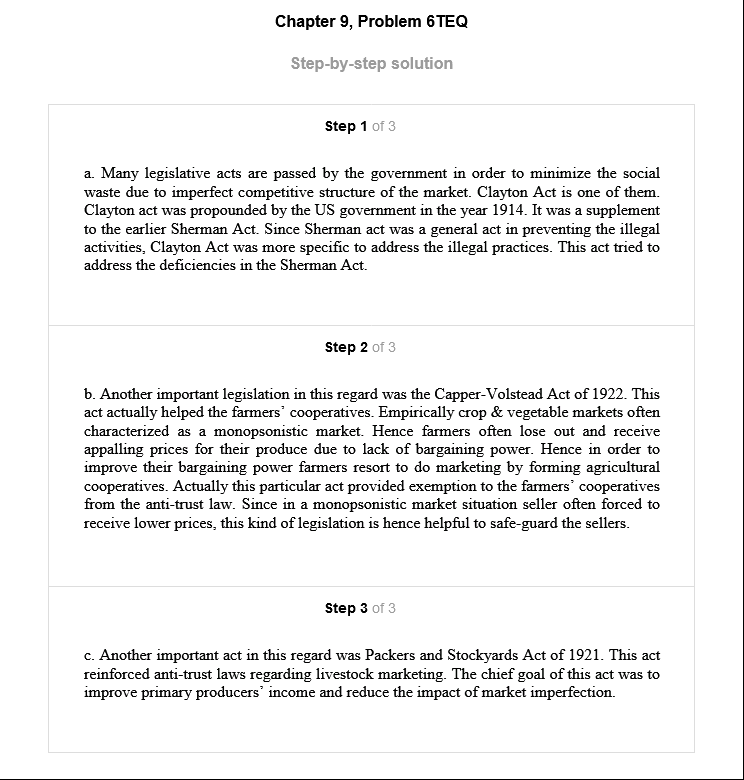 Chapter 9, Problem 6TEQ
Step-by-step solution
Step 1 of 3
a. Many legislative acts are passed by the government in order to minimize the social
waste due to imperfect competitive structure of the market. Clayton Act is one of them.
Clayton act was propounded by the US government in the year 1914. It was a supplement
to the earlier Sherman Act. Since Sherman act was a general act in preventing the illegal
activities, Clayton Act was more specific to address the illegal practices. This act tried to
address the deficiencies in the Sherman Act.
Step 2 of 3
b. Another important legislation in this regard was the Capper-Volstead Act of 1922. This
act actually helped the farmers’ cooperatives. Empirically crop & vegetable markets often
characterized as a monopsonistic market. Hence farmers often lose out and receive
appalling prices for their produce due to lack of bargaining power. Hence in order to
improve their bargaining power farmers resort to do marketing by forming agricultural
cooperatives. Actually this particular act provided exemption to the farmers’ cooperatives
from the anti-trust law. Since in a monopsonistic market situation seller often forced to
receive lower prices, this kind of legislation is hence helpful to safe-guard the sellers.
Step 3 of 3
c. Another important act in this regard was Packers and Stockyards Act of 1921. This act
reinforced anti-trust laws regarding livestock marketing. The chief goal of this act was to
improve primary producers’ income and reduce the impact of market imperfection.